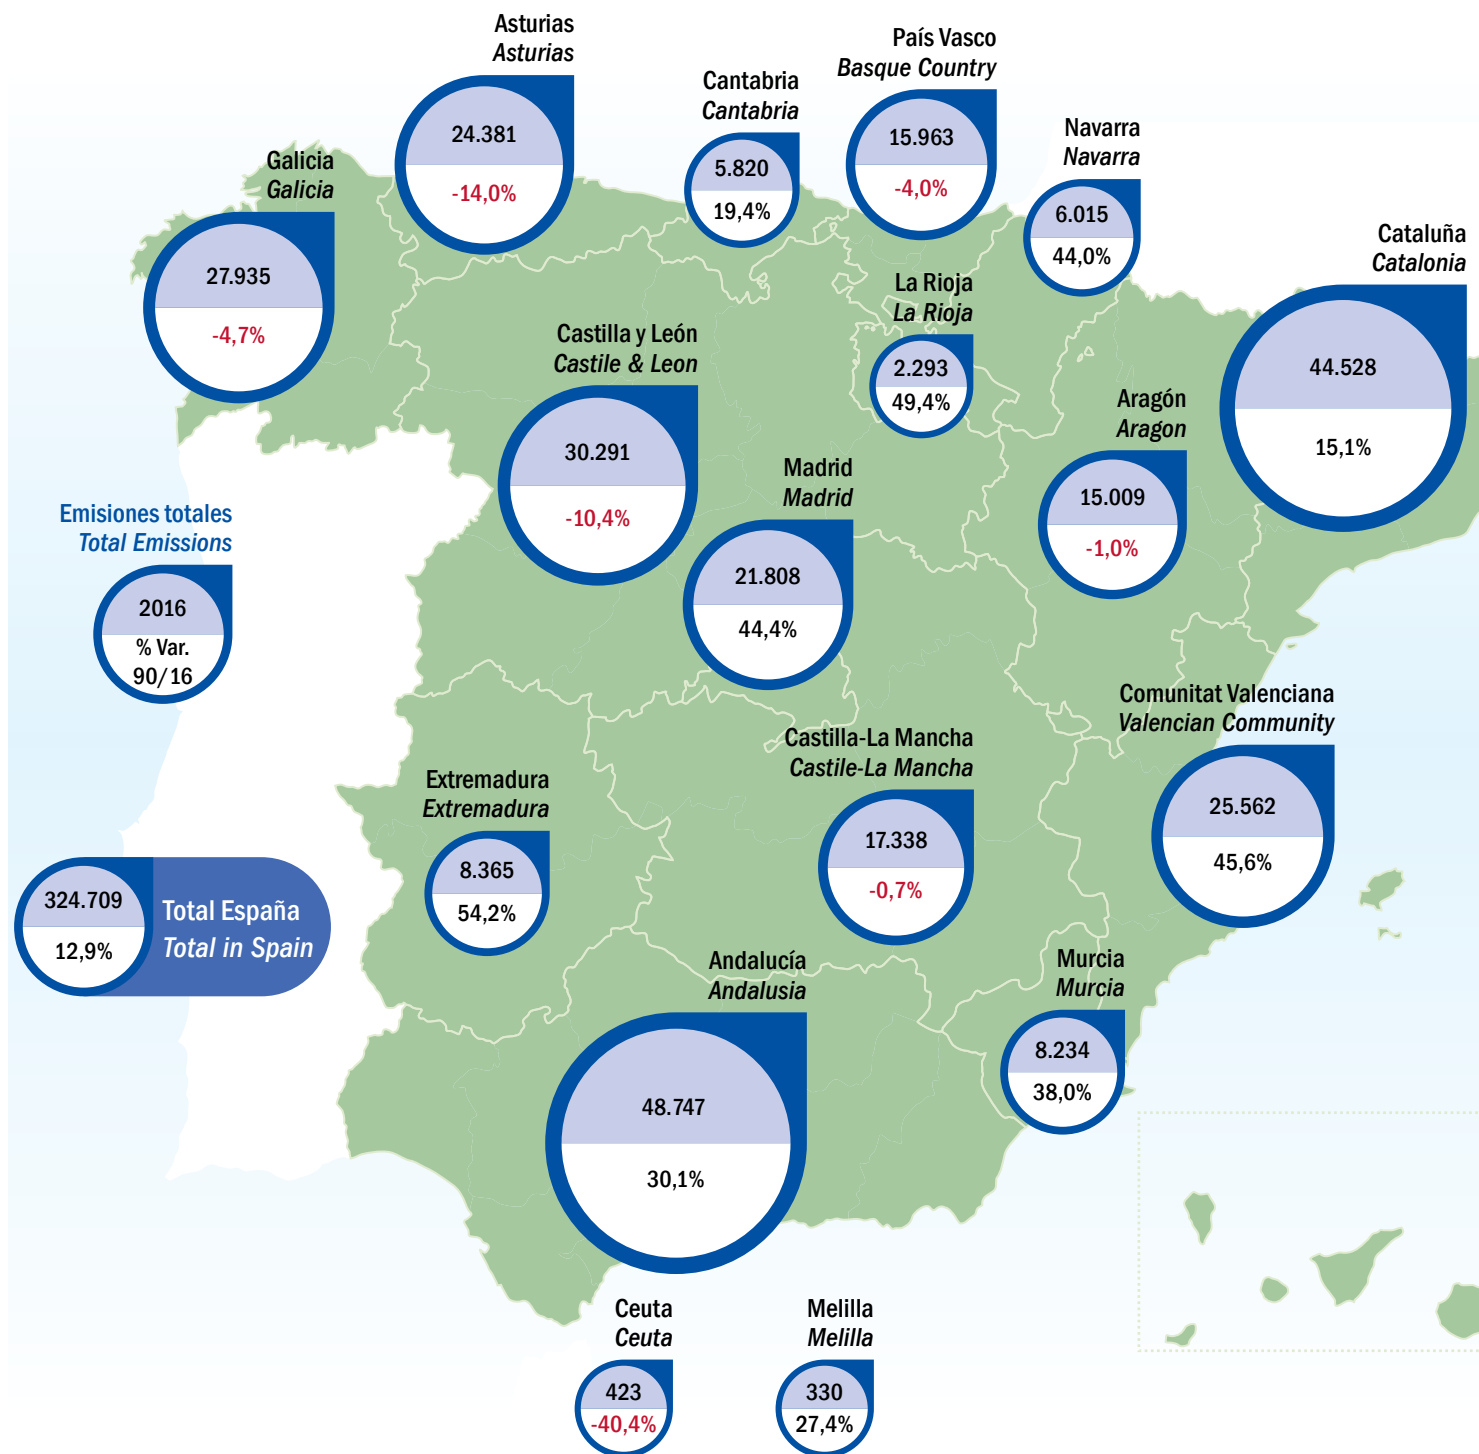 Asturias
Asturias
24.381
-14,0%
Cantabria
Cantabria
5.820
19,4%
País Vasco
Basque Country
15.963
-4,0%
Navarra
Navarra
6.015
44,0%
Galicia
Galicia
27.935
-4,7%
Cataluña
Catalonia
44.528
15,1%
La Rioja
La Rioja
2.293
49,4%
Castilla y León
Castile & Leon
30.291
-10,4%
Aragón
Aragon
15.009
-1,0%
Madrid
Madrid
21.808
44,4%
Emisiones totales
Total Emissions
2016
% Var.
90/16
Comunitat Valenciana
Valencian Community
25.562
45,6%
Castilla-La Mancha
Castile-La Mancha
17.338
-0,7%
Extremadura
Extremadura
8.365
54,2%
324.709
12,9%
Total España
Total in Spain
Andalucía
Andalusia
48.747
30,1%
Murcia
Murcia
8.234
38,0%
Ceuta
Ceuta
423
-40,4%
Melilla
Melilla
330
27,4%